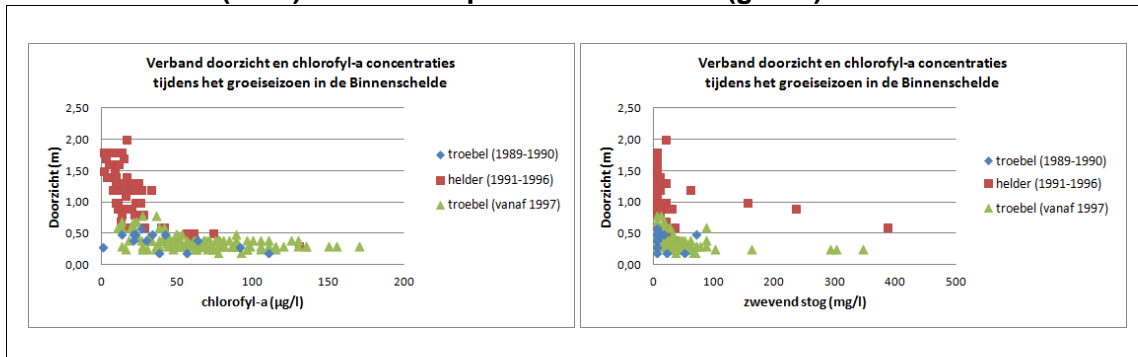 Verband doorzicht en chlorofyl-a concentraties
tijdens het groeiseizoen in de Binnenschelde
2,50
2,00
1,50
1,00
0,50
0,00
Doorzicht (m)
0
50
100
150
200
chlorofyl-a (µg/l)
troebel (1989-1990)
helder (1991-1996)
troebel (vanaf 1997)
Verband doorzicht en chlorofyl-a concentraties
tijdens het groeiseizoen in de Binnenschelde
2,50
2,00
1,50
1,00
0,50
0,00
Doorzicht (m)
0
100
200
300
400
500
zwevend stog (mg/l)
troebel (1989-1990)
helder (1991-1996)
troebel (vanaf 1997)